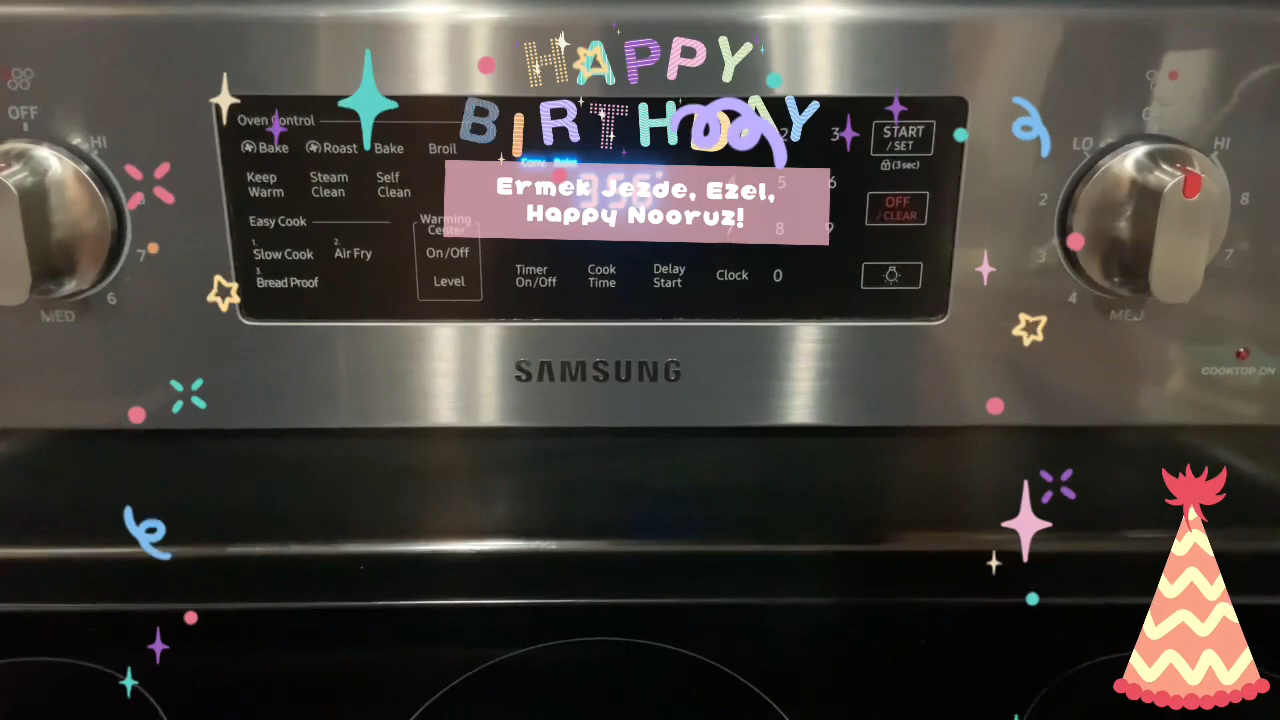 HAPPY
BIRTHDAY
Ermek Jezde, Ezel,
Happy Nooruz!
Oven Control
Bake Roast Bake Broil
Keep Warm Steam Clean Self Clean
Easy Cook
1. Slow Cook 2. Air Fry
3. Bread Proof
Warming Center
On/Off
Level
Conv. Bake
3
4 5 6
7 8 9
Timer On/Off Cook Time Delay Start Clock 0
START / SET
(3sec)
OFF / CLEAR
OFF
HI
7
6
MED
LO HI
2 8
3 7
4
MED
COOKTOP ON
SAMSUNG